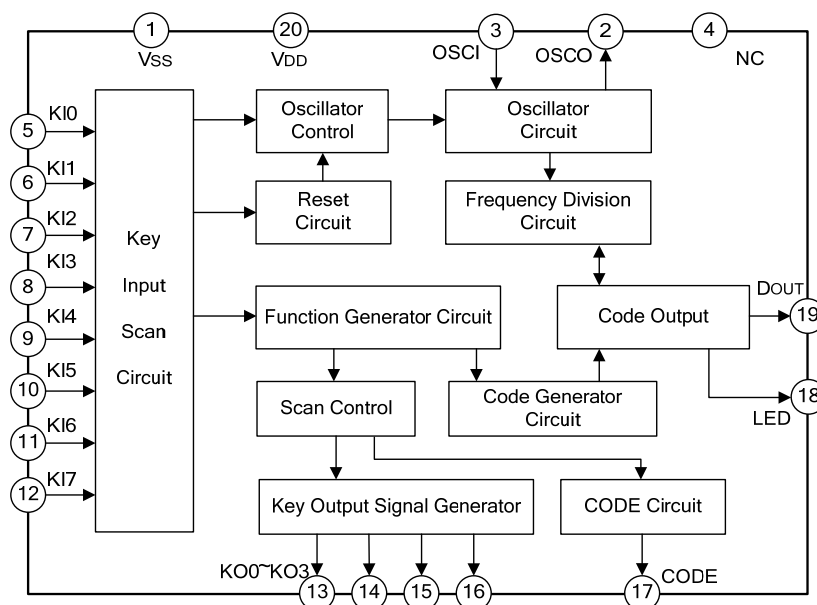 1
20
3
2
4
VSS
VDD
OSCI
OSCO
NC
5
KI0
6
KI1
7
KI2
8
KI3
9
KI4
10
KI5
11
KI6
12
KI7
Key
Input
Scan
Circuit
Oscillator
Control
Oscillator
Circuit
Reset
Circuit
Frequency Division
Circuit
Function Generator Circuit
Code Output
DOUT
19
18
LED
Scan Control
Code Generator
Circuit
Key Output Signal Generator
CODE Circuit
KO0~KO3
13
14
15
16
17
CODE